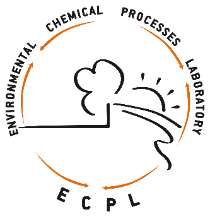 ENVIRONMENTAL CHEMICAL PROCESSES LABORATORY
ECPL